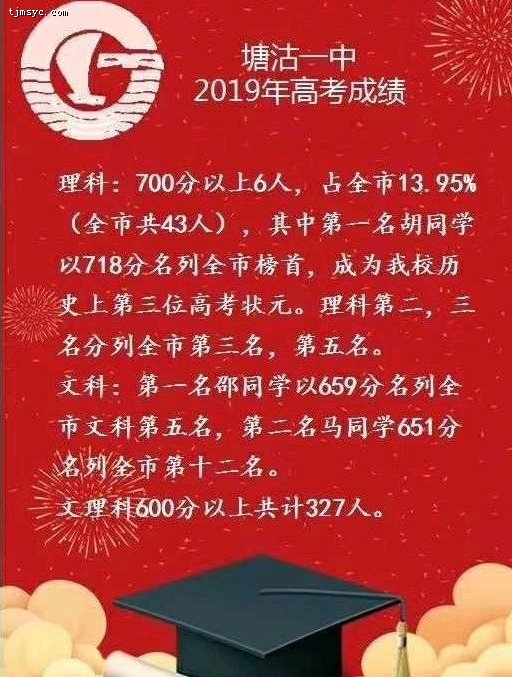 tjmsyc.com
塘沽一中
2019年高考成绩
理科：700分以上6人，占全市13.95%
（全市共43人），其中第一名胡同学
以718分名列全市榜首，成为我校历
史上第三位高考状元。理科第二，三
名分列全市第三名，第五名。
文科：第一名邵同学以659分名列全
市文科第五名，第二名马同学651分
名列全市第十二名。
文理科600分以上共计327人。